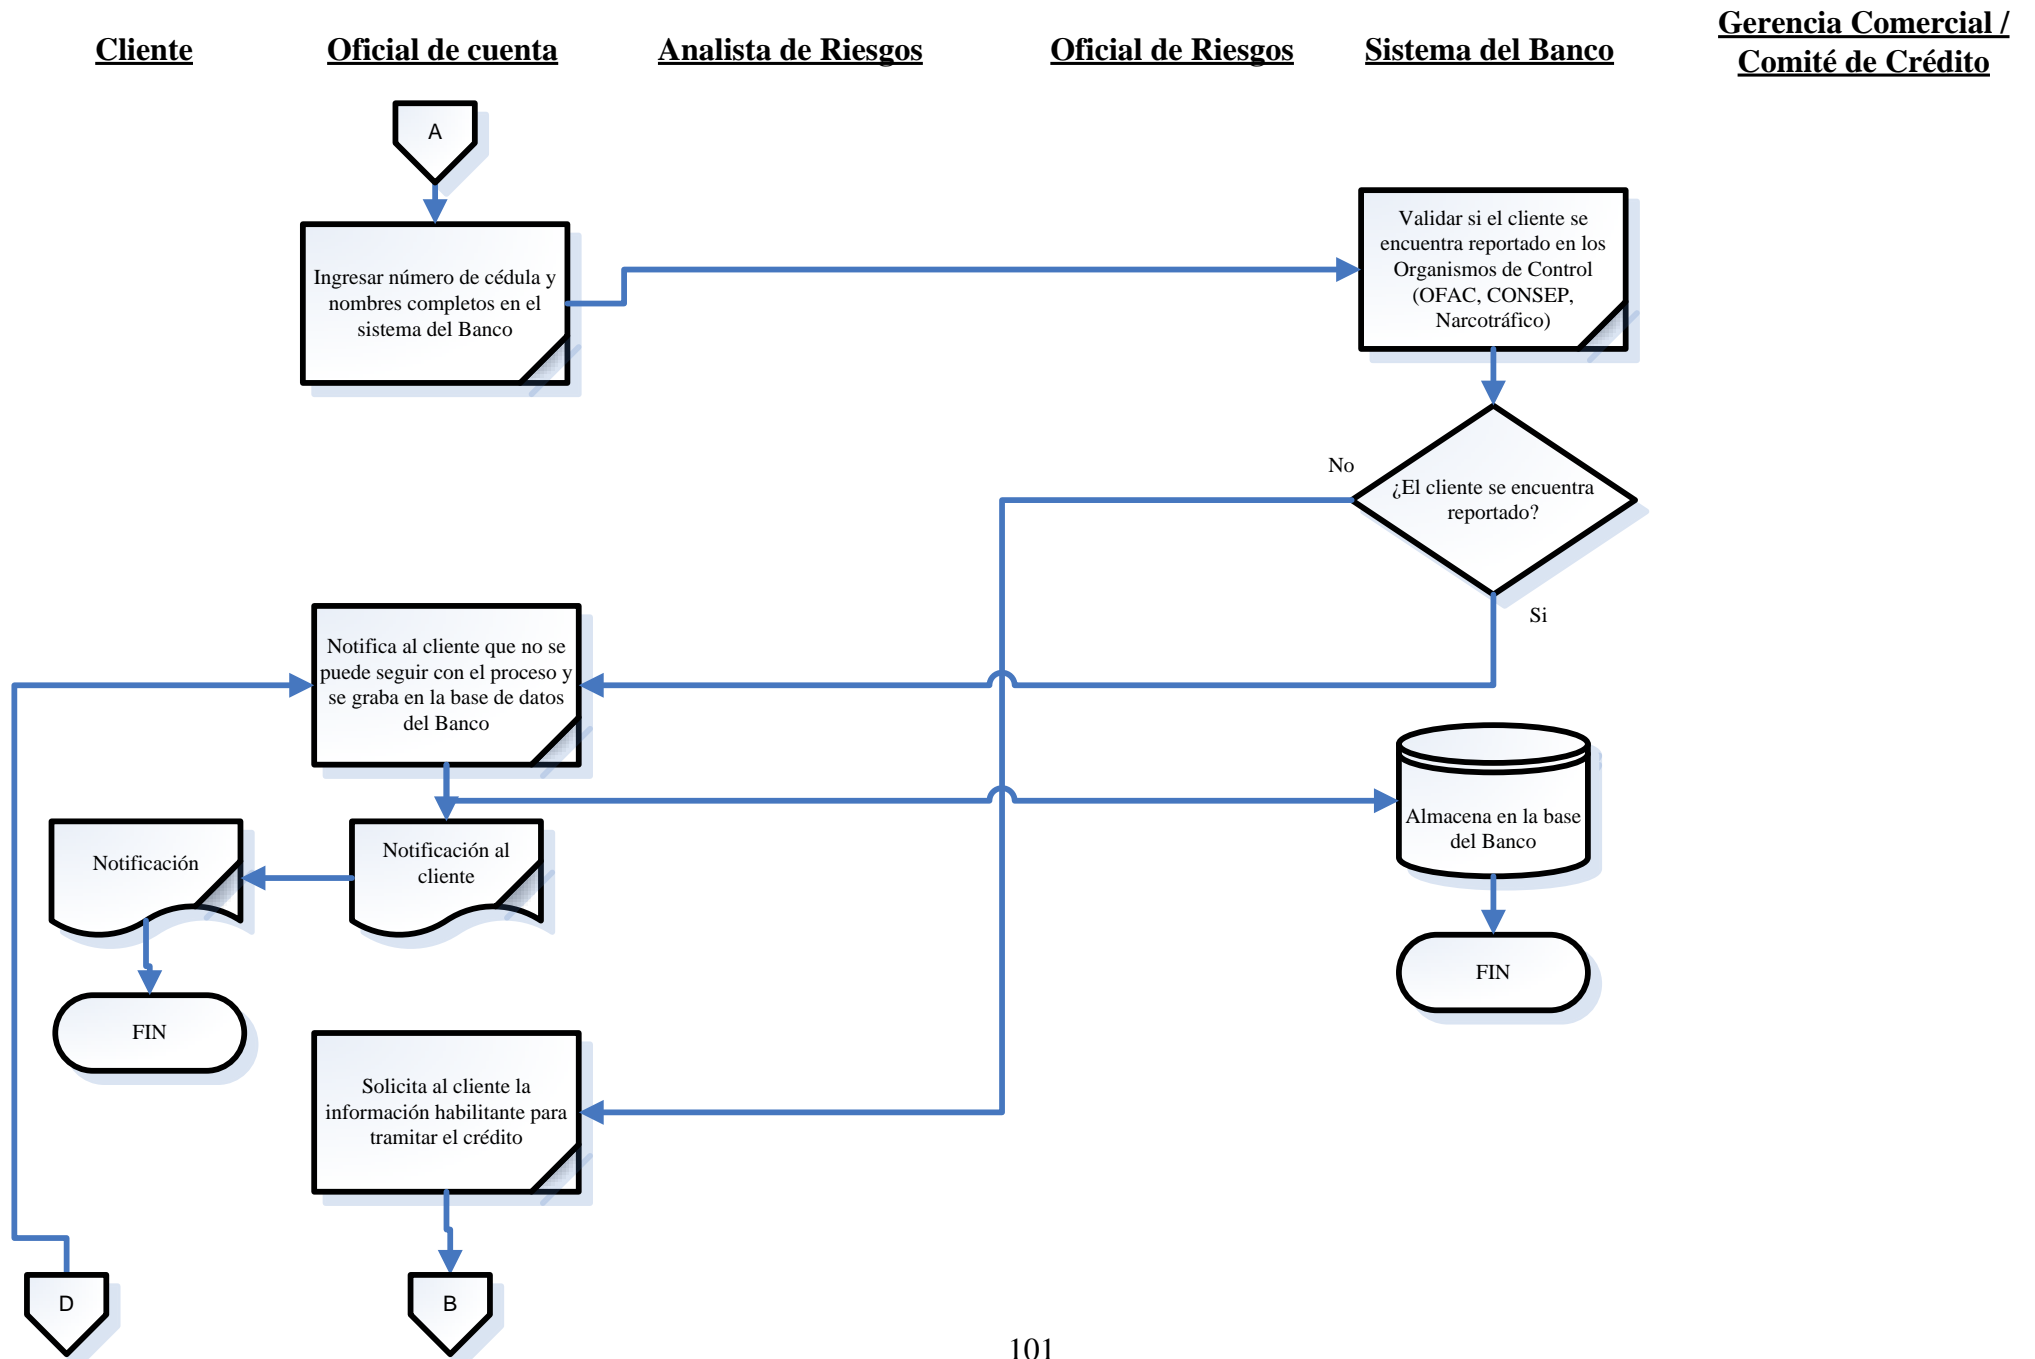 Cliente
Oficial de cuenta
Analista de Riesgos
Oficial de Riesgos
Sistema del Banco
Gerencia Comercial /
Comité de Crédito
A
Ingresar número de cédula y
nombres completos en el
sistema del Banco
Validar si el cliente se
encuentra reportado en los
Organismos de Control
(OFAC, CONSEP,
Narcotráfico)
No
¿El cliente se encuentra
reportado?
Si
Notifica al cliente que no se
puede seguir con el proceso y
se graba en la base de datos
del Banco
Almacena en la base
del Banco
Notificación
Notificación al
cliente
FIN
FIN
Solicita al cliente la
información habilitante para
tramitar el crédito
D
B
101